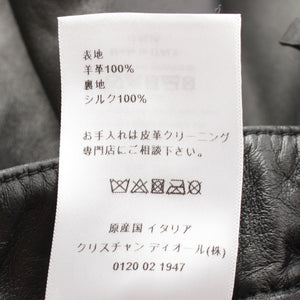 表地
羊革100%
裏地
シルク100%
お手入れは皮革クリーニング
専門店にご相談下さい。
原産国 イタリア
クリスチャン ディオール(株)
0120 02 1947